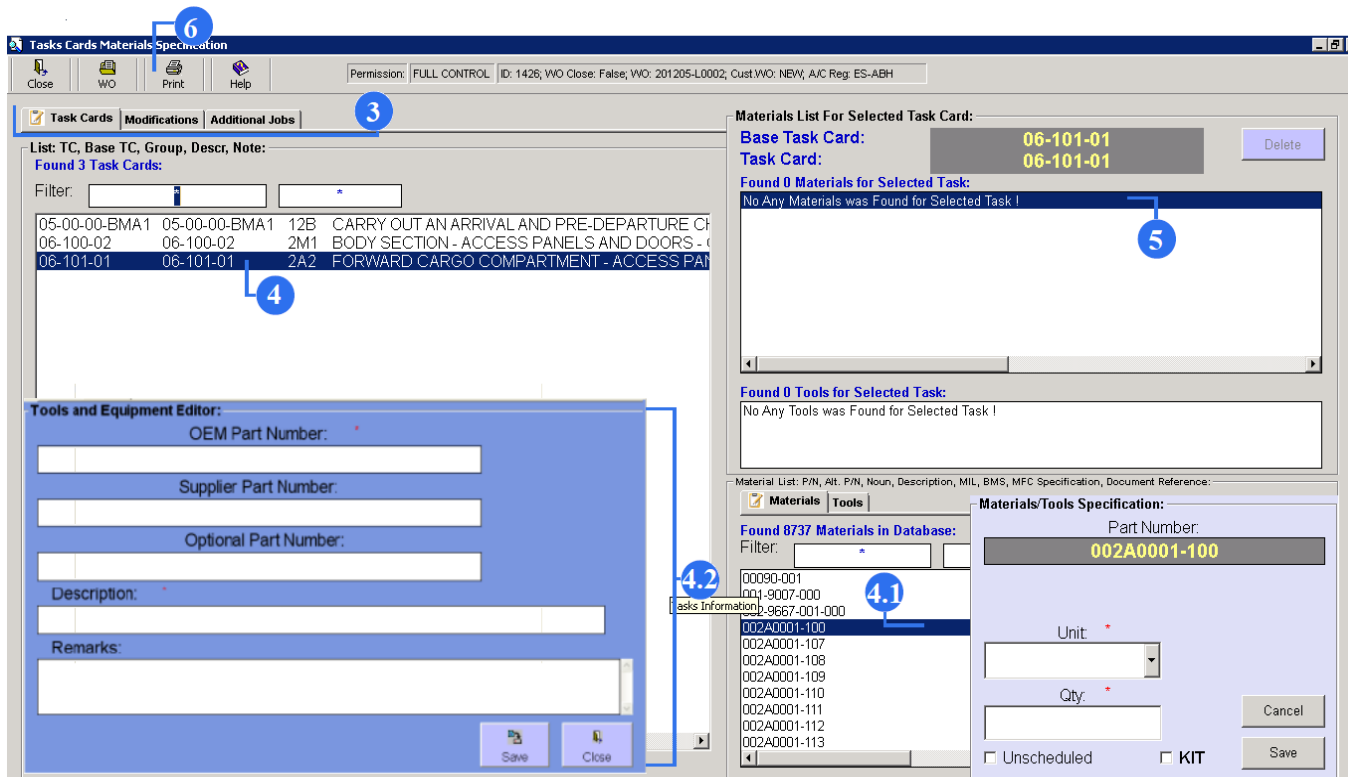 6
Tasks Cards Materials Specification
Close
WO
Print
Help
Permission: FULL CONTROL ID: 1426; WO Close: False; WO: 201205-L0002; Cust.WO: NEW; A/C Reg: ES-ABH
3
Task Cards Modifications Additional Jobs
List: TC, Base TC, Group, Descr, Note:
Found 3 Task Cards:
Filter: * *
05-00-00-BMA1 05-00-00-BMA1 12B CARRY OUT AN ARRIVAL AND PRE-DEPARTURE CH
06-100-02 06-100-02 2M1 BODY SECTION - ACCESS PANELS AND DOORS -
06-101-01 06-101-01 2A2 FORWARD CARGO COMPARTMENT - ACCESS PAN
4
Tools and Equipment Editor:
OEM Part Number: *
Supplier Part Number:
Optional Part Number:
Description: *
Remarks:
Save
Close
4.2
Tasks Information
Materials List For Selected Task Card:
Base Task Card: 06-101-01
Task Card: 06-101-01
Delete
Found 0 Materials for Selected Task:
No Any Materials was Found for Selected Task !
5
Found 0 Tools for Selected Task:
No Any Tools was Found for Selected Task !
Material List: P/N, Alt. P/N, Noun, Description, MIL, BMS, MFC Specification, Document Reference:
Materials Tools
Found 8737 Materials in Database:
Filter: *
00090-001
001-9007-000
002-9667-001-000
002A0001-100
002A0001-107
002A0001-108
002A0001-109
002A0001-110
002A0001-111
002A0001-112
002A0001-113
4.1
Materials/Tools Specification:
Part Number:
002A0001-100
Unit: *
Qty: *
Unscheduled
KIT
Cancel
Save